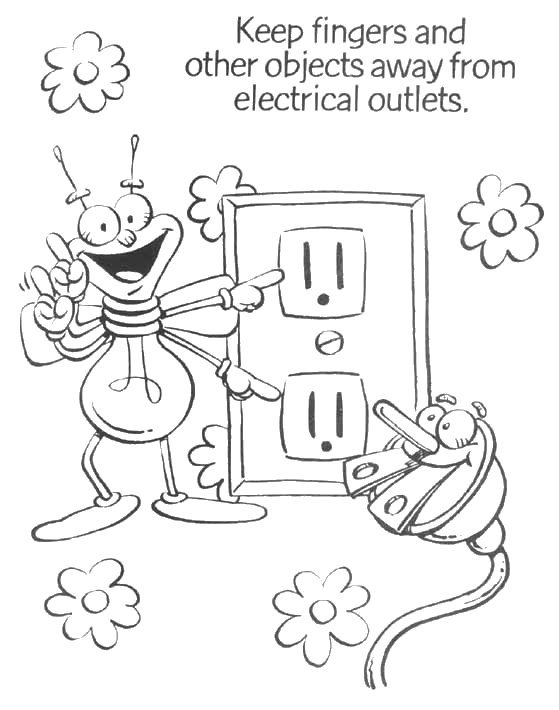 Keep fingers and
other objects away from
electrical outlets.